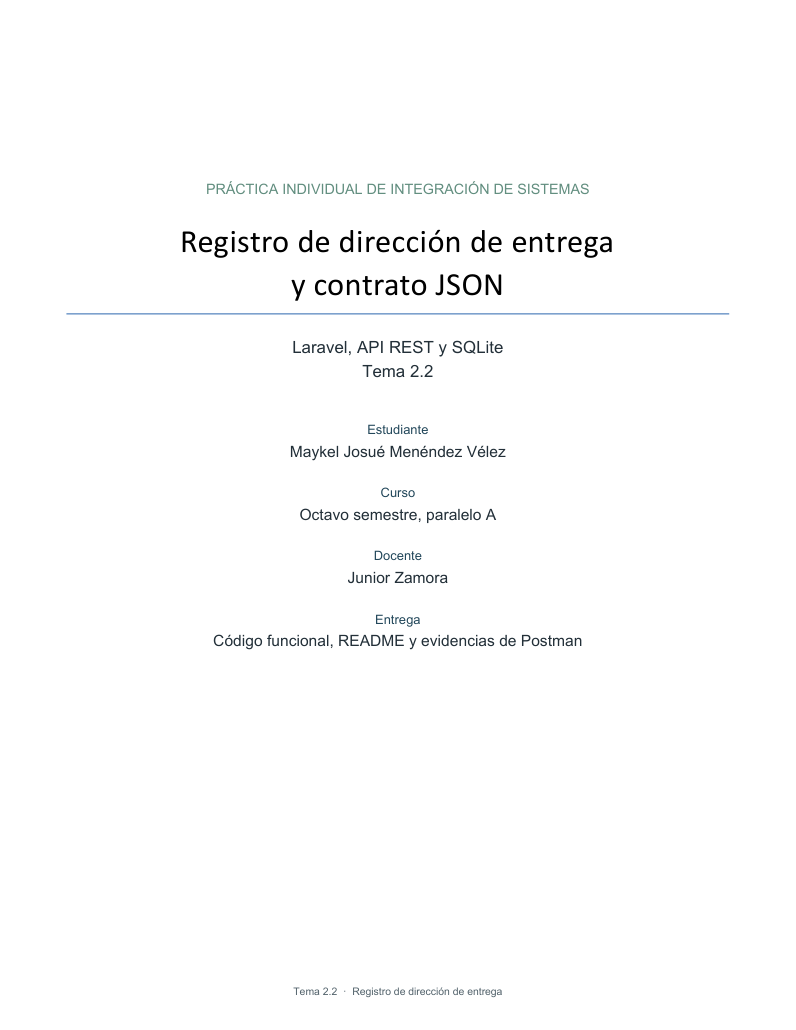 PRÁCTICA INDIVIDUAL DE INTEGRACIÓN DE SISTEMAS
Registro de dirección de entrega
y contrato JSON
Laravel, API REST y SQLite
Tema 2.2
Estudiante
Maykel Josué Menéndez Vélez
Curso
Octavo semestre, paralelo A
Docente
Junior Zamora
Entrega
Código funcional, README y evidencias de Postman
Tema 2.2 · Registro de dirección de entrega